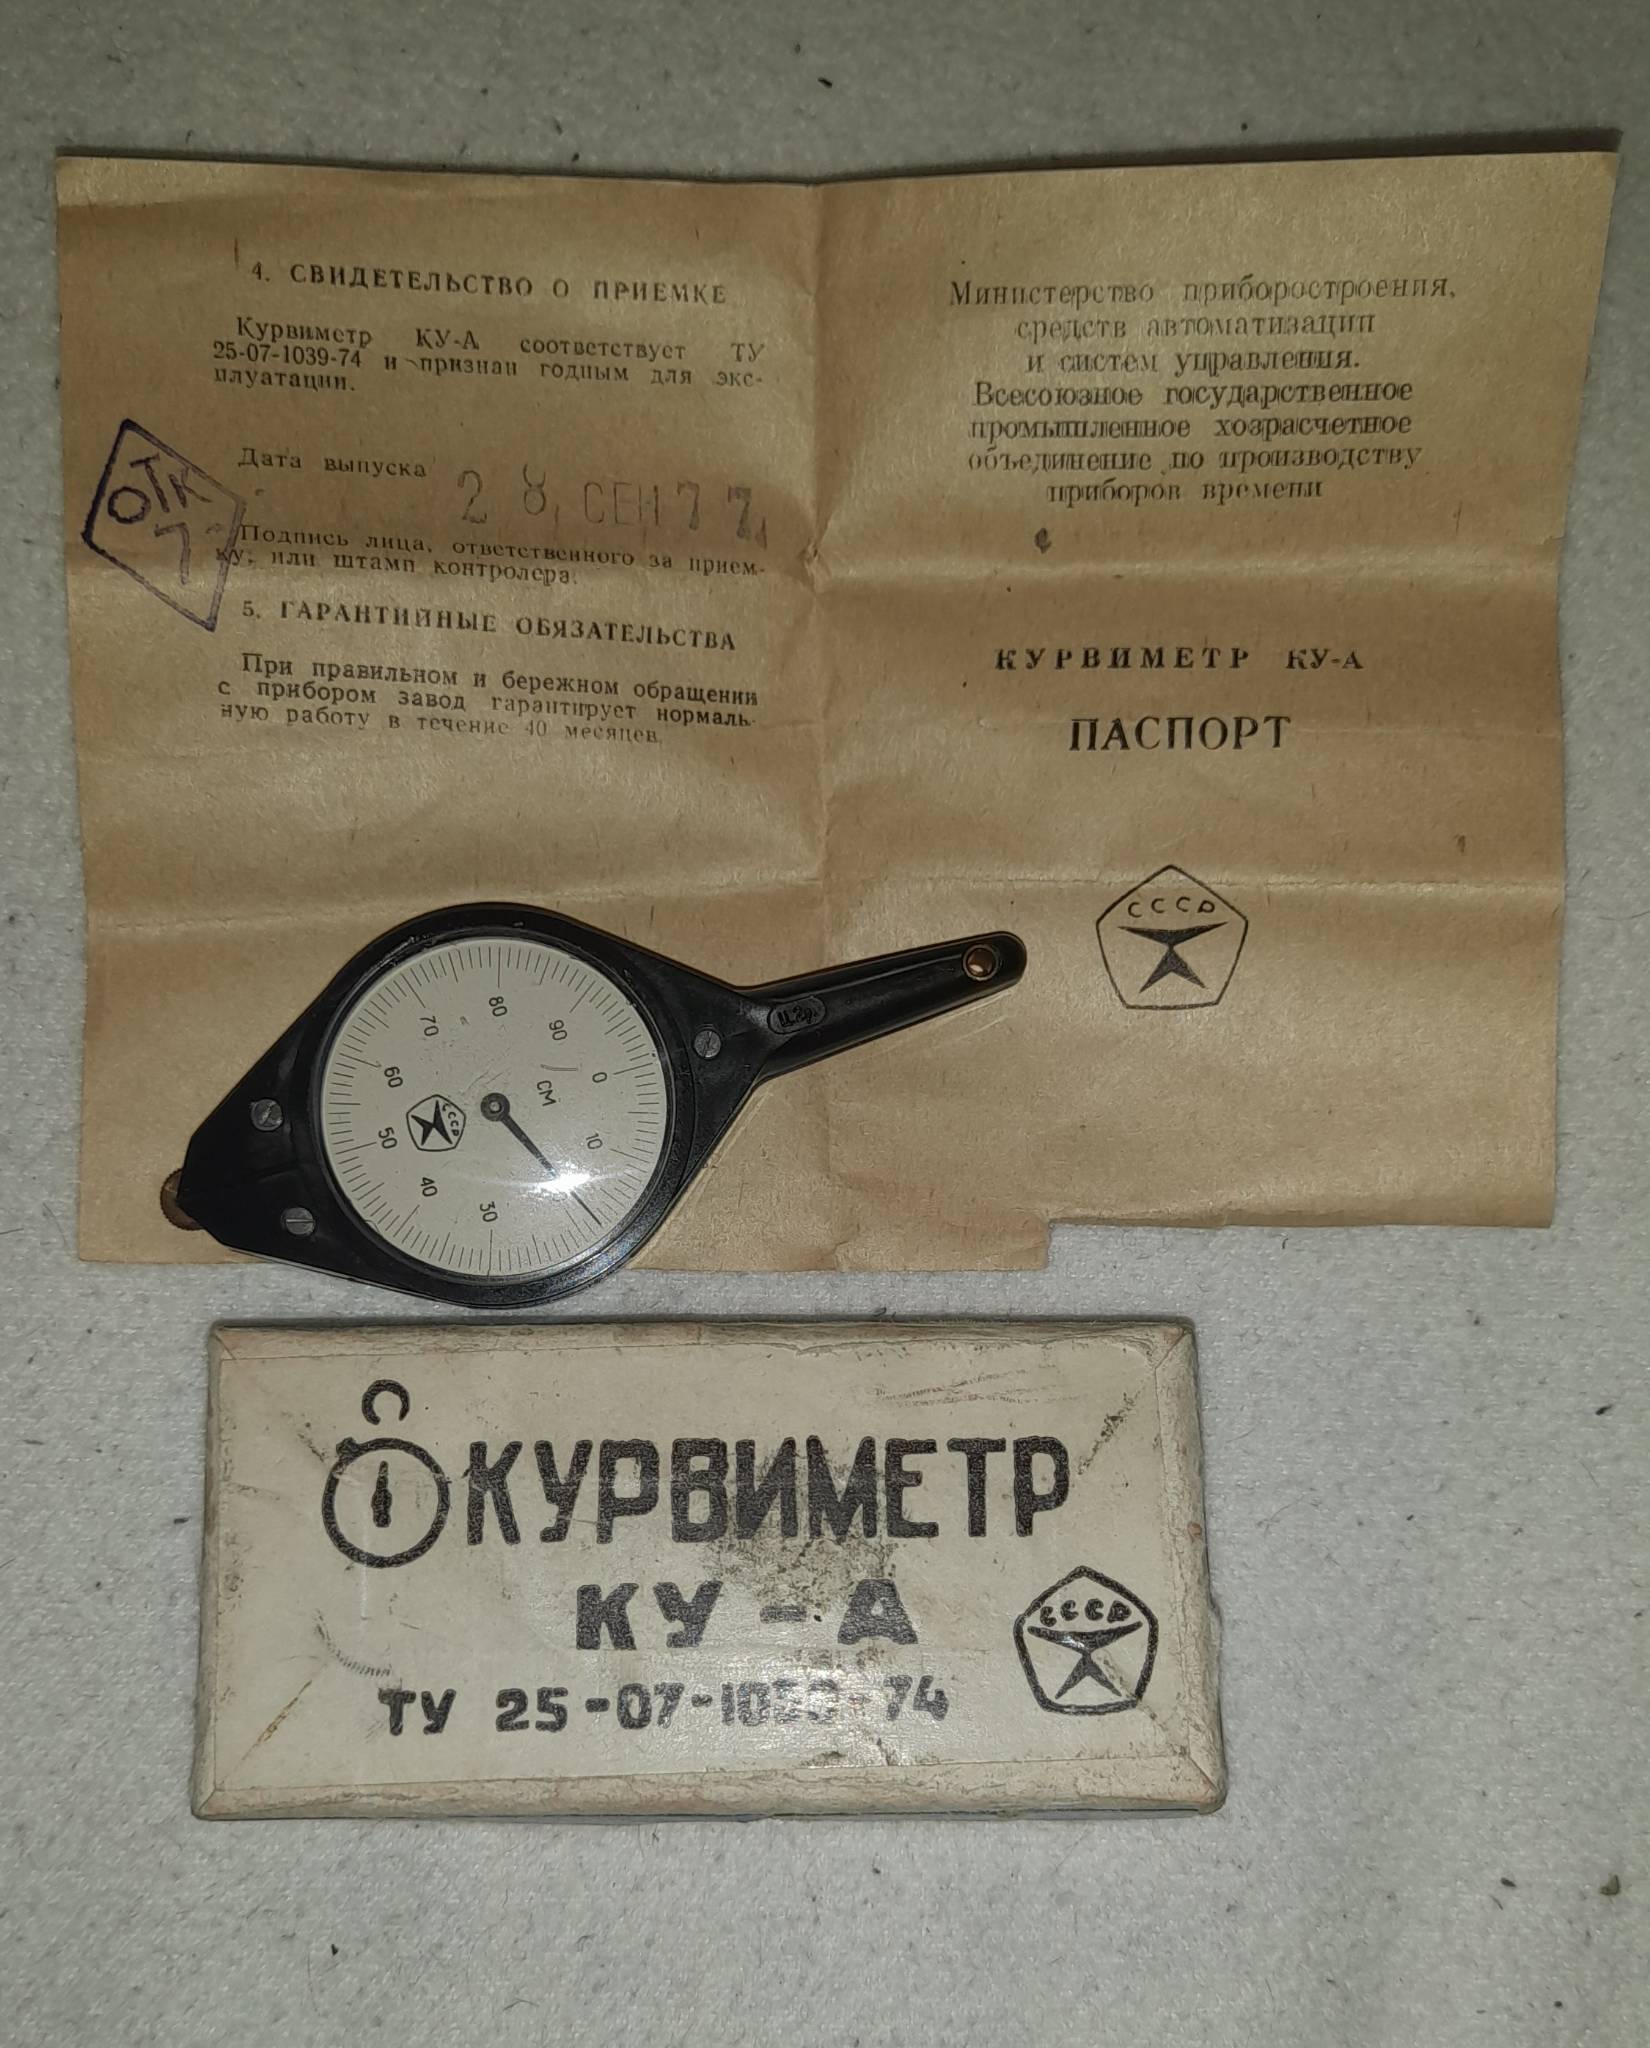 4. СВИДЕТЕЛЬСТВО О ПРИЕМКЕ
Курвиметр КУ-А соответствует ТУ
25-07-1039-74 и признан годным для экс-
плуатации.
Дата выпуска 28 СЕН 77
ОТК
7
Подпись лица, ответственного за прием-
ку, или штамп контролера.
5. ГАРАНТИЙНЫЕ ОБЯЗАТЕЛЬСТВА
При правильном и бережном обращении
с прибором завод гарантирует нормаль-
ную работу в течение 40 месяцев.
Министерство приборостроения,
средств автоматизации
и систем управления.
Всесоюзное государственное
промышленное хозрасчетное
объединение по производству
приборов времени
КУРВИМЕТР КУ-А
ПАСПОРТ
СССР
Ц.2р.
0
10
30
40
50
60
70
80
90
СМ
СССР
КУРВИМЕТР
КУ-А
ТУ 25-07-1039-74
СССР